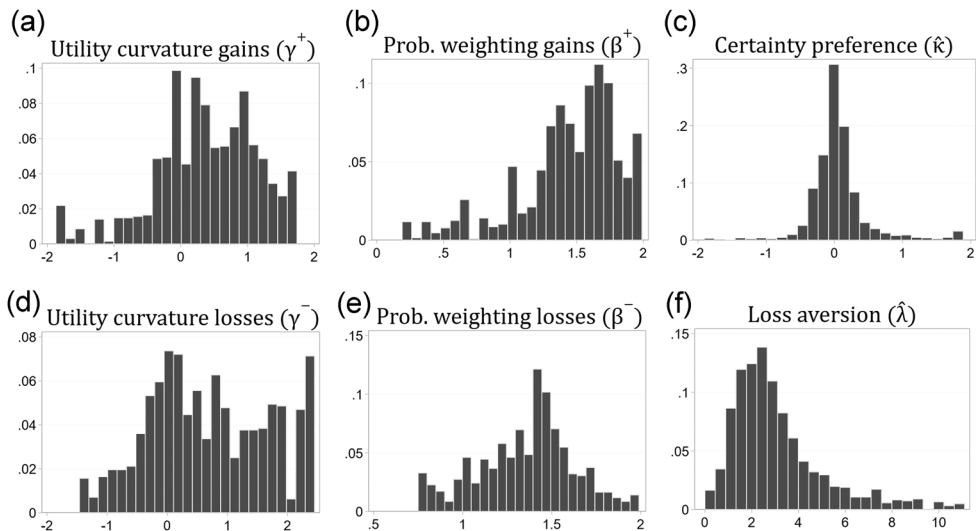 (a)
Utility curvature gains (γ⁺)
.1
.08
.06
.04
.02
0
-2 -1 0 1 2
(b)
Prob. weighting gains (β⁺)
.1
.05
0
0 .5 1 1.5 2
(c)
Certainty preference (κ̂)
.3
.2
.1
0
-2 -1 0 1 2
(d)
Utility curvature losses (γ⁻)
.08
.06
.04
.02
0
-2 -1 0 1 2
(e)
Prob. weighting losses (β⁻)
.15
.1
.05
0
.5 1 1.5 2
(f)
Loss aversion (λ̂)
.15
.1
.05
0
0 2 4 6 8 10